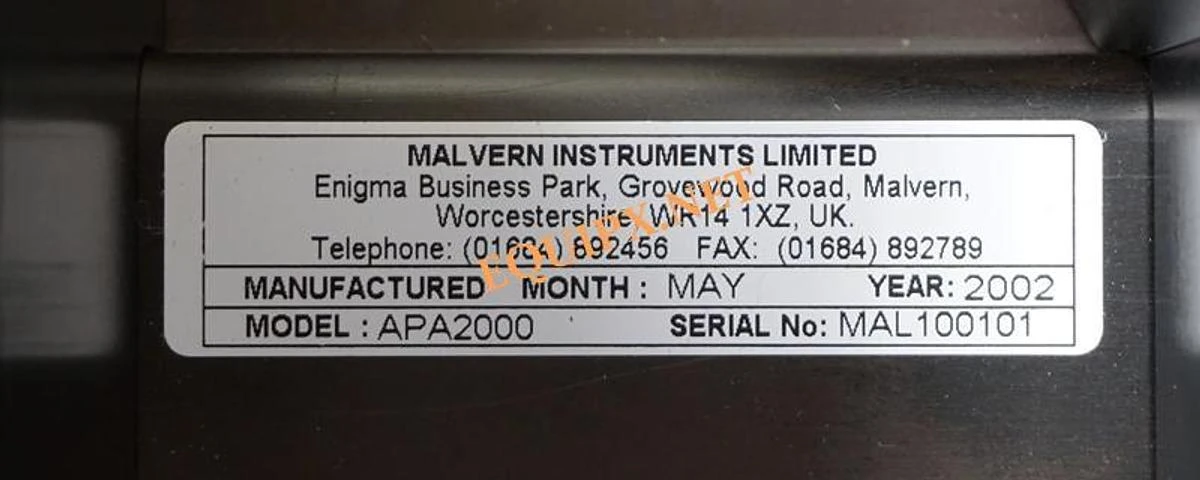 MALVERN INSTRUMENTS LIMITED
Enigma Business Park, Grovewood Road, Malvern,
Worcestershire, WR14 1XZ, UK.
Telephone: (01684) 892456 FAX: (01684) 892789
MANUFACTURED MONTH : MAY YEAR: 2002
MODEL : APA2000 SERIAL No: MAL100101
EQUIPX.NET